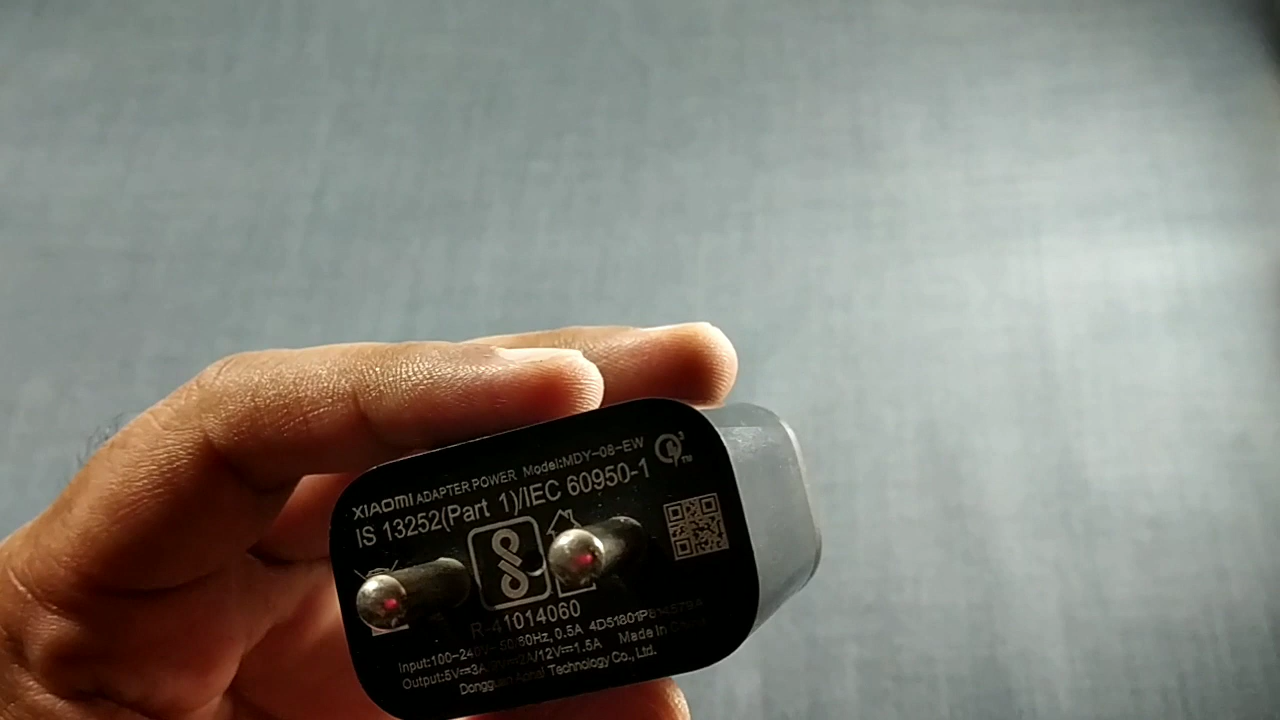 XIAOMI ADAPTER POWER Model:MDY-08-EW
IS 13252(Part 1)/IEC 60950-1
R-41014060
Input:100-240V~ 50/60Hz, 0.5A
Output:5V⎓3A/9V⎓2A/12V⎓1.5A Made in China
Technology Co., Ltd.